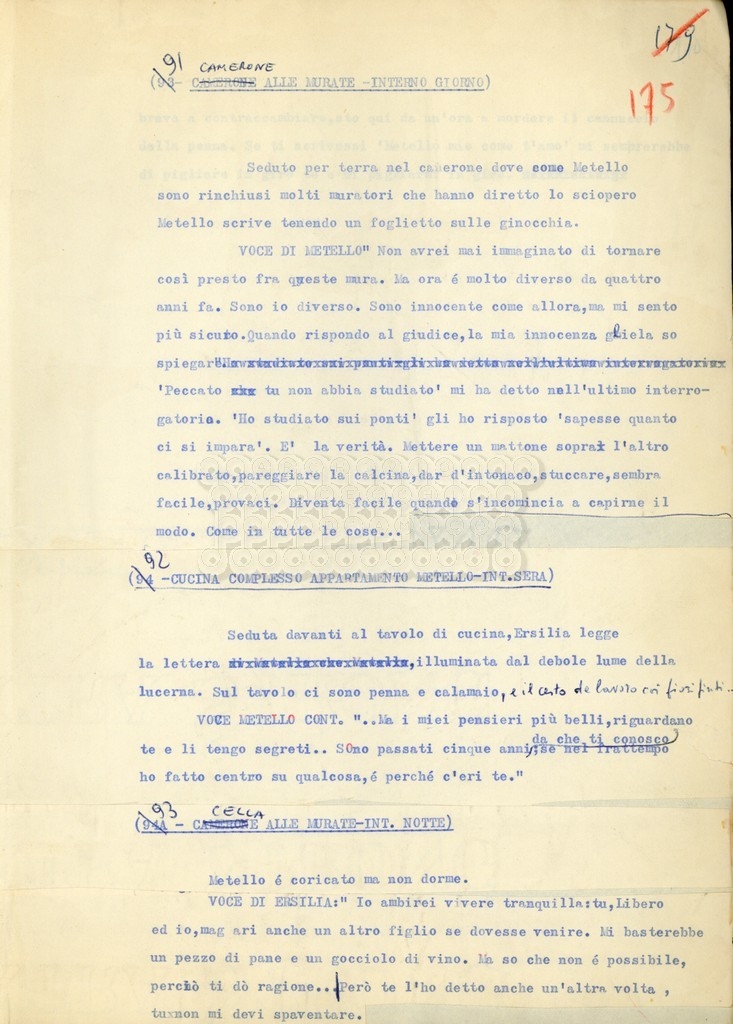 179
175
91 CAMERONE
(93- CAMERONE ALLE MURATE -INTERNO GIORNO)
Seduto per terra nel camerone dove come Metello
sono rinchiusi molti muratori che hanno diretto lo sciopero
Metello scrive tenendo un foglietto sulle ginocchia.
VOCE DI METELLO" Non avrei mai immaginato di tornare
così presto fra queste mura. Ma ora é molto diverso da quattro
anni fa. Sono io diverso. Sono innocente come allora,ma mi sento
più sicuro.Quando rispondo al giudice,la mia innocenza gliela so
spiegare
'Peccato tu non abbia studiato' mi ha detto nell'ultimo interro-
gatorio. 'Ho studiato sui ponti' gli ho risposto 'sapesse quanto
ci si impara'. E' la verità. Mettere un mattone sopra l'altro
calibrato,pareggiare la calcina,dar d'intonaco,stuccare,sembra
facile,provaci. Diventa facile quando s'incomincia a capirne il
modo. Come in tutte le cose...
92
(94 -CUCINA COMPLESSO APPARTAMENTO METELLO-INT.SERA)
Seduta davanti al tavolo di cucina,Ersilia legge
la lettera ,illuminata dal debole lume della
lucerna. Sul tavolo ci sono penna e calamaio, e il cesto da lavoro coi fiori finti..
VOCE METELLO CONT. "..Ma i miei pensieri più belli,riguardano
da che ti conosco
te e li tengo segreti.. SOno passati cinque anni,;se nel frattempo
ho fatto centro su qualcosa,é perché c'eri te."
93 CELLA
(94A - CAMERONE ALLE MURATE-INT. NOTTE)
Metello é coricato ma non dorme.
VOCE DI ERSILIA:" Io ambirei vivere tranquilla:tu,Libero
ed io,mag ari anche un altro figlio se dovesse venire. Mi basterebbe
un pezzo di pane e un gocciolo di vino. Ma so che non é possibile,
perciò ti dò ragione...Però te l'ho detto anche un'altra volta ,
tuxnon mi devi spaventare.